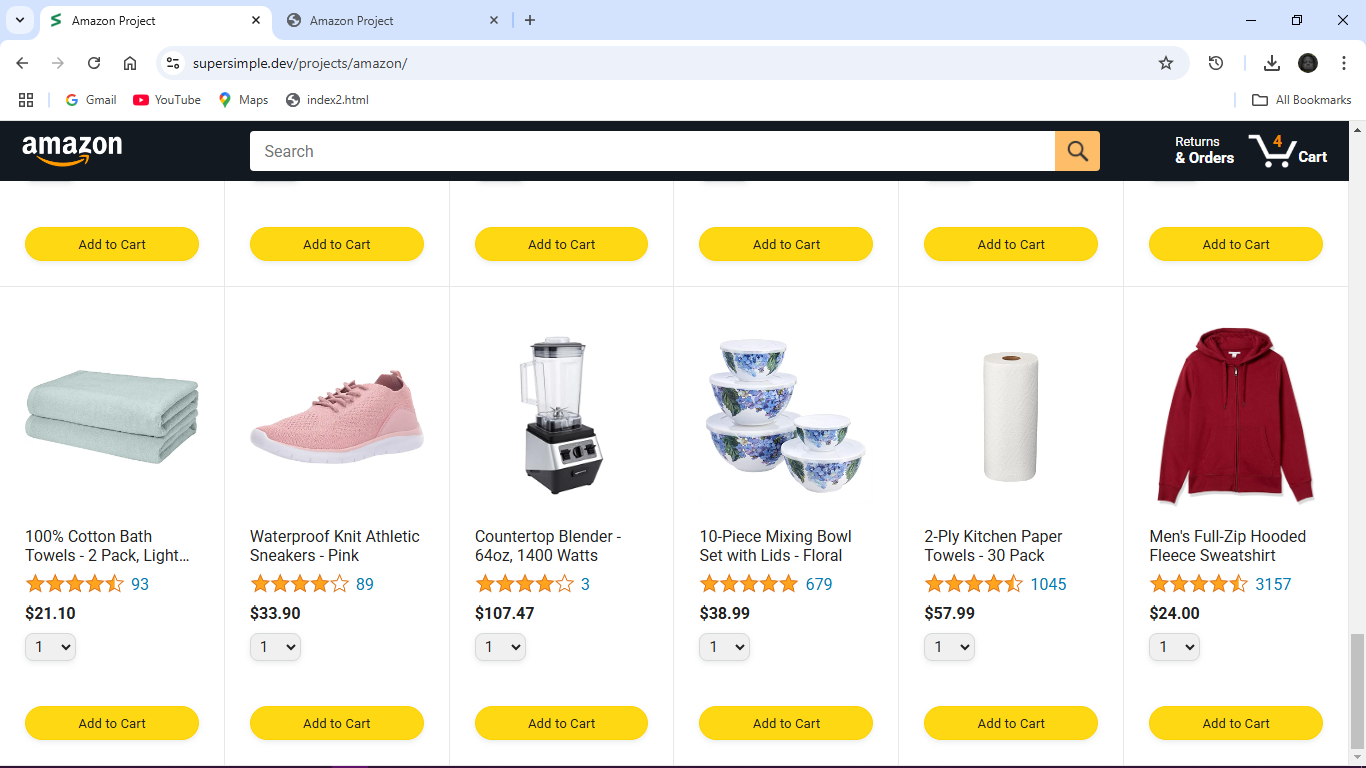 Amazon Project
Amazon Project
supersimple.dev/projects/amazon/
Gmail
YouTube
Maps
index2.html
All Bookmarks
amazon
Search
Returns
& Orders
4
Cart
Add to Cart
Add to Cart
Add to Cart
Add to Cart
Add to Cart
Add to Cart
100% Cotton Bath
Towels - 2 Pack, Light...
93
$21.10
1
Add to Cart
Waterproof Knit Athletic
Sneakers - Pink
89
$33.90
1
Add to Cart
Countertop Blender -
64oz, 1400 Watts
3
$107.47
1
Add to Cart
10-Piece Mixing Bowl
Set with Lids - Floral
679
$38.99
1
Add to Cart
2-Ply Kitchen Paper
Towels - 30 Pack
1045
$57.99
1
Add to Cart
Men's Full-Zip Hooded
Fleece Sweatshirt
3157
$24.00
1
Add to Cart